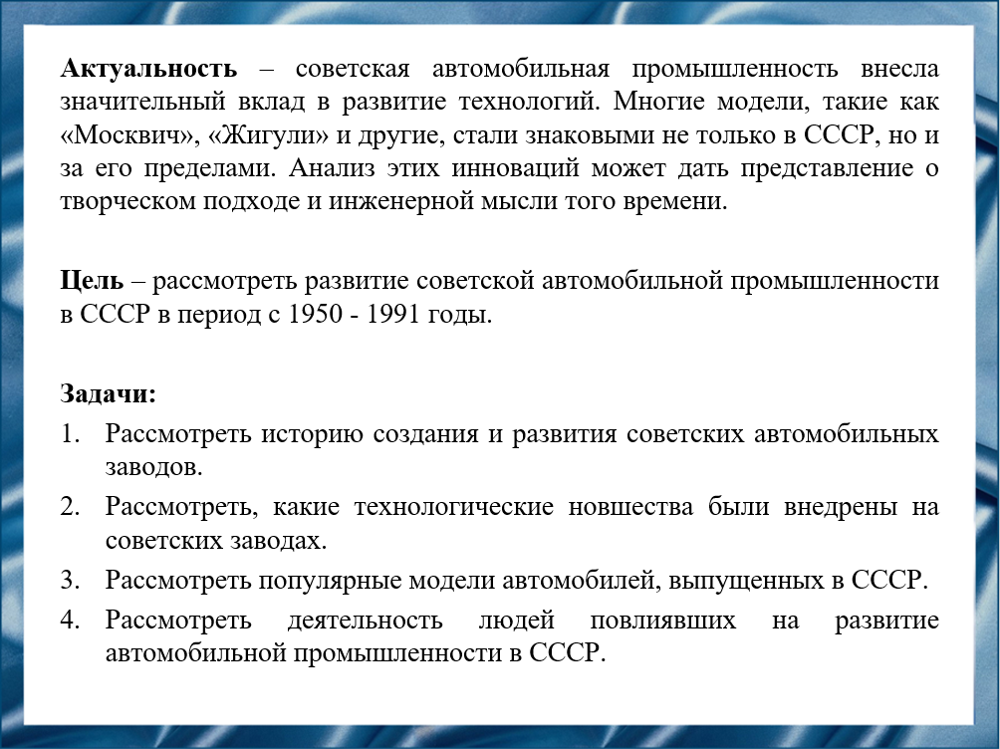 Актуальность – советская автомобильная промышленность внесла
значительный вклад в развитие технологий. Многие модели, такие как
«Москвич», «Жигули» и другие, стали знаковыми не только в СССР, но и
за его пределами. Анализ этих инноваций может дать представление о
творческом подходе и инженерной мысли того времени.
Цель – рассмотреть развитие советской автомобильной промышленности
в СССР в период с 1950 - 1991 годы.
Задачи:
1. Рассмотреть историю создания и развития советских автомобильных
заводов.
2. Рассмотреть, какие технологические новшества были внедрены на
советских заводах.
3. Рассмотреть популярные модели автомобилей, выпущенных в СССР.
4. Рассмотреть деятельность людей повлиявших на развитие
автомобильной промышленности в СССР.